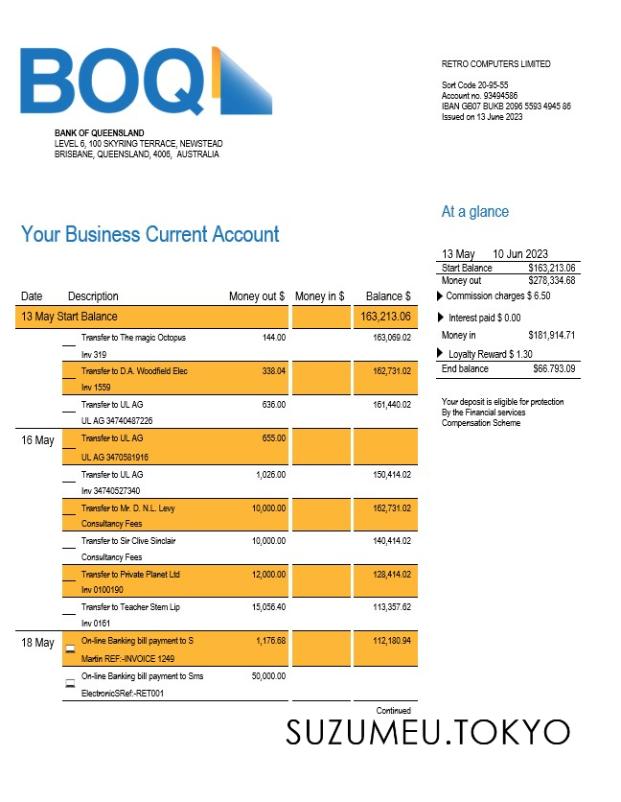 BOQ
BANK OF QUEENSLAND
LEVEL 6, 100 SKYRING TERRACE, NEWSTEAD
BRISBANE, QUEENSLAND, 4006, AUSTRALIA
RETRO COMPUTERS LIMITED
Sort Code 20-95-55
Account no. 93494586
IBAN GB07 BUKB 2096 5593 4945 86
Issued on 13 June 2023
Your Business Current Account
At a glance
13 May 10 Jun 2023
Start Balance $163,213.06
Money out $278,334.68
Commission charges $ 6.50
Interest paid $ 0.00
Money in $181,914.71
Loyalty Reward $ 1.30
End balance $66.793.09
Your deposit is eligible for protection
By the Financial services
Compensation Scheme
Date Description Money out $ Money in $ Balance $
13 May Start Balance 163,213.06
Transfer to The magic Octopus 144.00 163,069.02
Inv 319
Transfer to D.A. Woodfield Elec 338.04 162,731.02
Inv 1559
Transfer to UL AG 636.00 161,440.02
UL AG 34740487226
16 May Transfer to UL AG 655.00
UL AG 3470581916
Transfer to UL AG 1,026.00 150,414.02
Inv 34740527340
Transfer to Mr. D. N.L. Levy 10,000.00 162,731.02
Consultancy Fees
Transfer to Sir Clive Sinclair 10,000.00 140,414.02
Consultancy Fees
Transfer to Private Planet Ltd 12,000.00 128,414.02
Inv 0100190
Transfer to Teacher Stem Lip 15,056.40 113,357.62
Inv 0161
18 May On-line Banking bill payment to S 1,176.68 112,180.94
Martin REF:-INVOICE 1249
On-line Banking bill payment to Sms 50,000.00
ElectronicSRef:-RET001
Continued
SUZUMEU.TOKYO